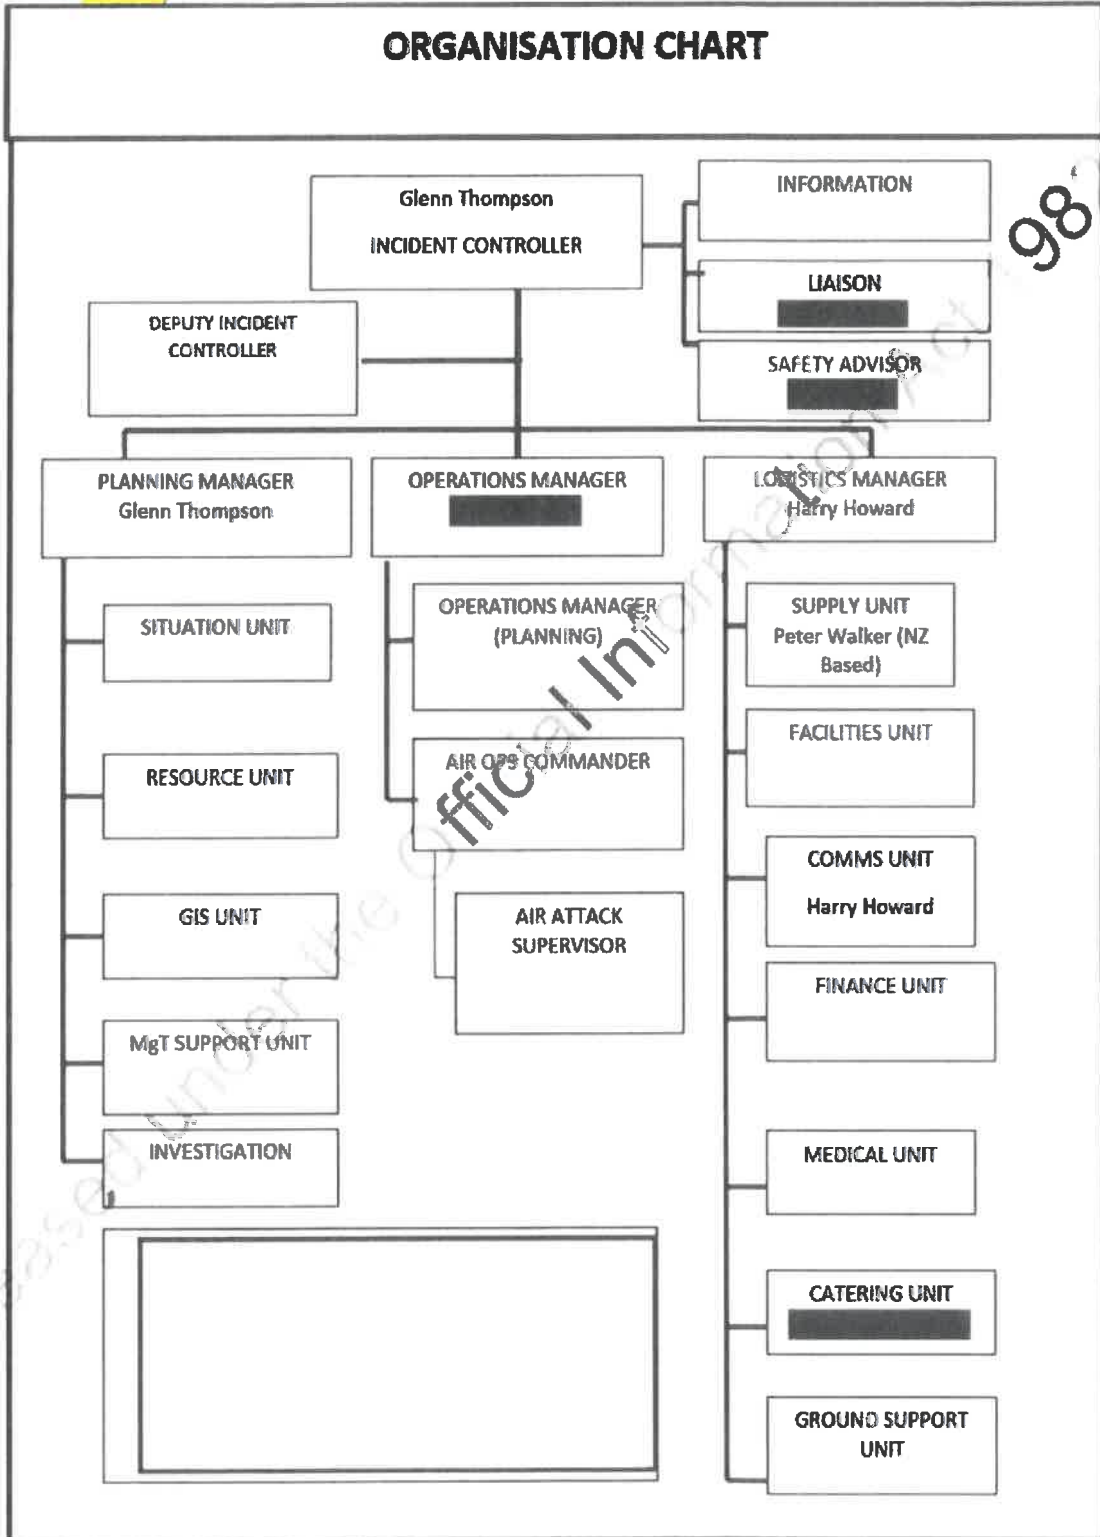 ORGANISATION CHART
Glenn Thompson
INCIDENT CONTROLLER
INFORMATION
LIAISON
SAFETY ADVISOR
DEPUTY INCIDENT
CONTROLLER
PLANNING MANAGER
Glenn Thompson
SITUATION UNIT
RESOURCE UNIT
GIS UNIT
MgT SUPPORT UNIT
INVESTIGATION
OPERATIONS MANAGER
OPERATIONS MANAGER
(PLANNING)
AIR OPS COMMANDER
AIR ATTACK
SUPERVISOR
LOGISTICS MANAGER
Harry Howard
SUPPLY UNIT
Peter Walker (NZ
Based)
FACILITIES UNIT
COMMS UNIT
Harry Howard
FINANCE UNIT
MEDICAL UNIT
CATERING UNIT
GROUND SUPPORT
UNIT
under the Official Information Act